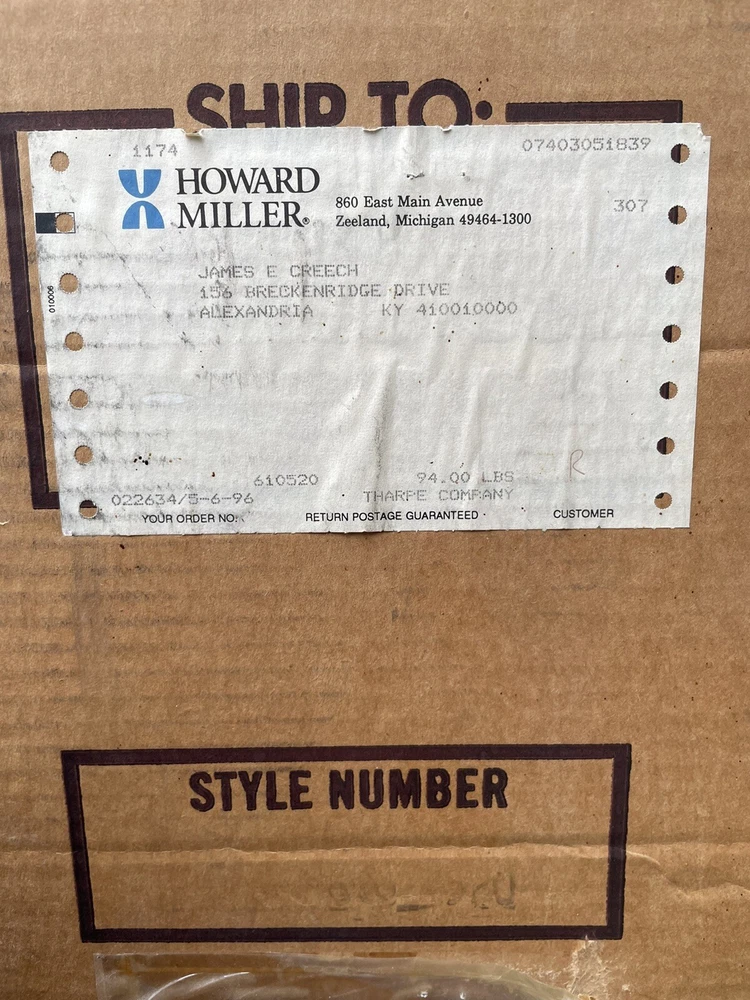 SHIP TO:
1174 07403051839
HOWARD
MILLER®
860 East Main Avenue
Zeeland, Michigan 49464-1300
307
JAMES E CREECH
156 BRECKENRIDGE DRIVE
ALEXANDRIA KY 410010000
010006
R
610520 94.00 LBS
022634/5-6-96 THARPE COMPANY
YOUR ORDER NO. RETURN POSTAGE GUARANTEED CUSTOMER
STYLE NUMBER